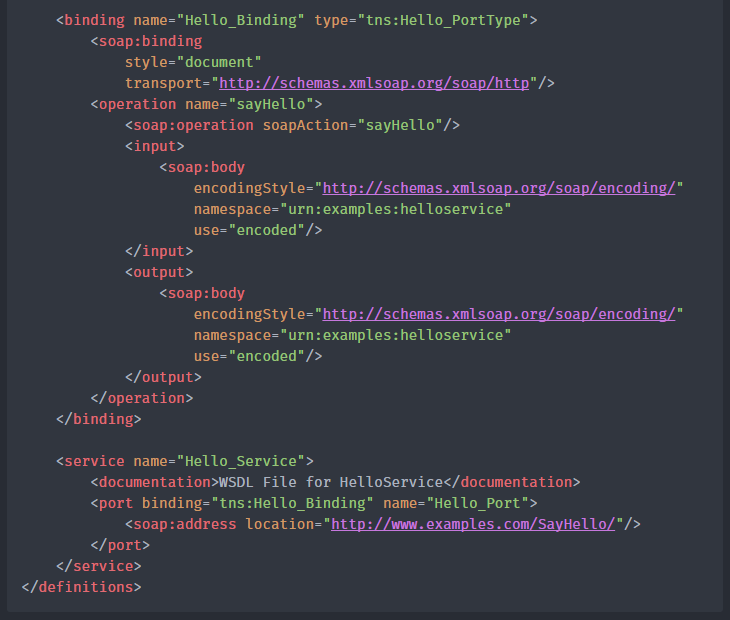 <binding name="Hello_Binding" type="tns:Hello_PortType">
<soap:binding
style="document"
transport="http://schemas.xmlsoap.org/soap/http"/>
<operation name="sayHello">
<soap:operation soapAction="sayHello"/>
<input>
<soap:body
encodingStyle="http://schemas.xmlsoap.org/soap/encoding/"
namespace="urn:examples:helloservice"
use="encoded"/>
</input>
<output>
<soap:body
encodingStyle="http://schemas.xmlsoap.org/soap/encoding/"
namespace="urn:examples:helloservice"
use="encoded"/>
</output>
</operation>
</binding>
<service name="Hello_Service">
<documentation>WSDL File for HelloService</documentation>
<port binding="tns:Hello_Binding" name="Hello_Port">
<soap:address location="http://www.examples.com/SayHello/"/>
</port>
</service>
</definitions>